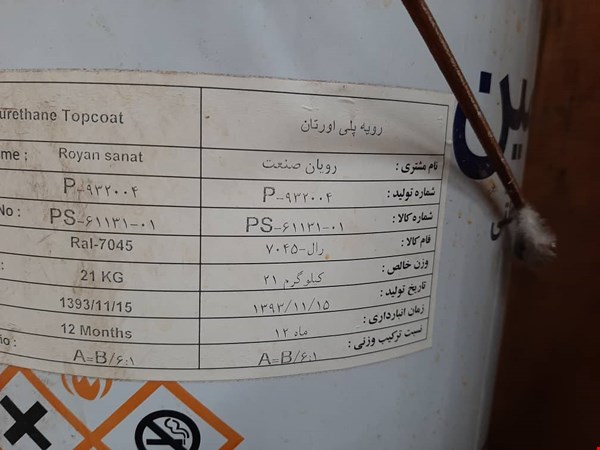 urethane Topcoat رویه پلی اورتان
me : Royan sanat رویان صنعت نام مشتری :
P-۹۳۲۰۰۴ P-۹۳۲۰۰۴ شماره تولید :
No : PS-۶۱۱۳۱-۰۱ PS-۶۱۱۳۱-۰۱ شماره کالا :
Ral-7045 رال-۷۰۴۵ فام کالا :
: 21 KG ۲۱ کیلوگرم وزن خالص :
1393/11/15 ۱۳۹۳/۱۱/۱۵ تاریخ تولید :
12 Months ۱۲ ماه زمان انبارداری :
io : A=B/۶:۱ A=B/۶:۱ نسبت ترکیب وزنی :
ین